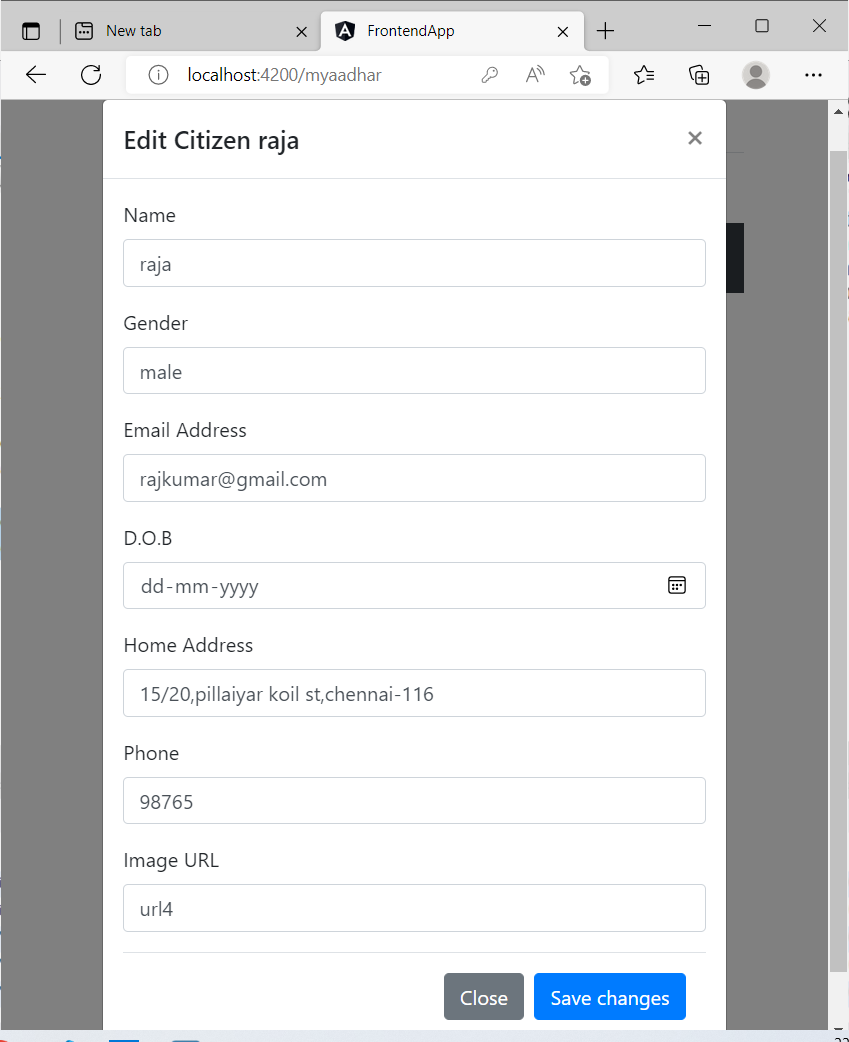 New tab
FrontendApp
localhost:4200/myaadhar
Edit Citizen raja
Name
raja
Gender
male
Email Address
rajkumar@gmail.com
D.O.B
dd-mm-yyyy
Home Address
15/20,pillaiyar koil st,chennai-116
Phone
98765
Image URL
url4
Close Save changes